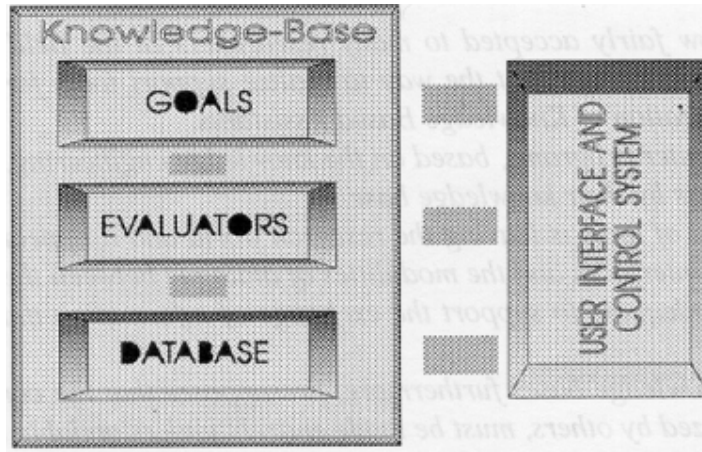 Knowledge-Base
GOALS
EVALUATORS
DATABASE
USER INTERFACE AND
CONTROL SYSTEM